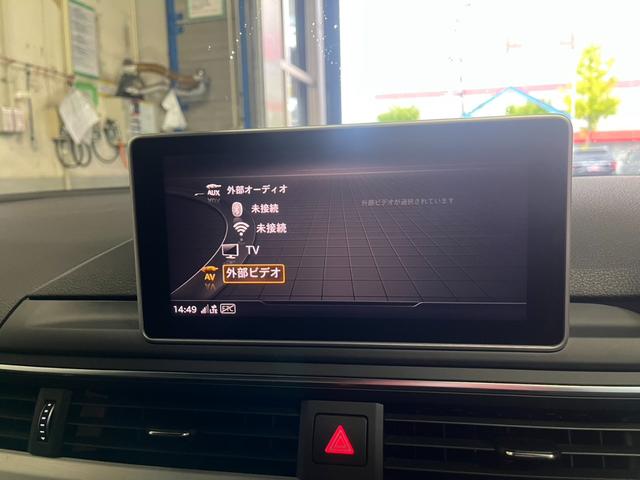 AUX 外部オーディオ
未接続
外部ビデオが選択されています
未接続
TV
AV 外部ビデオ
14:49 LTE